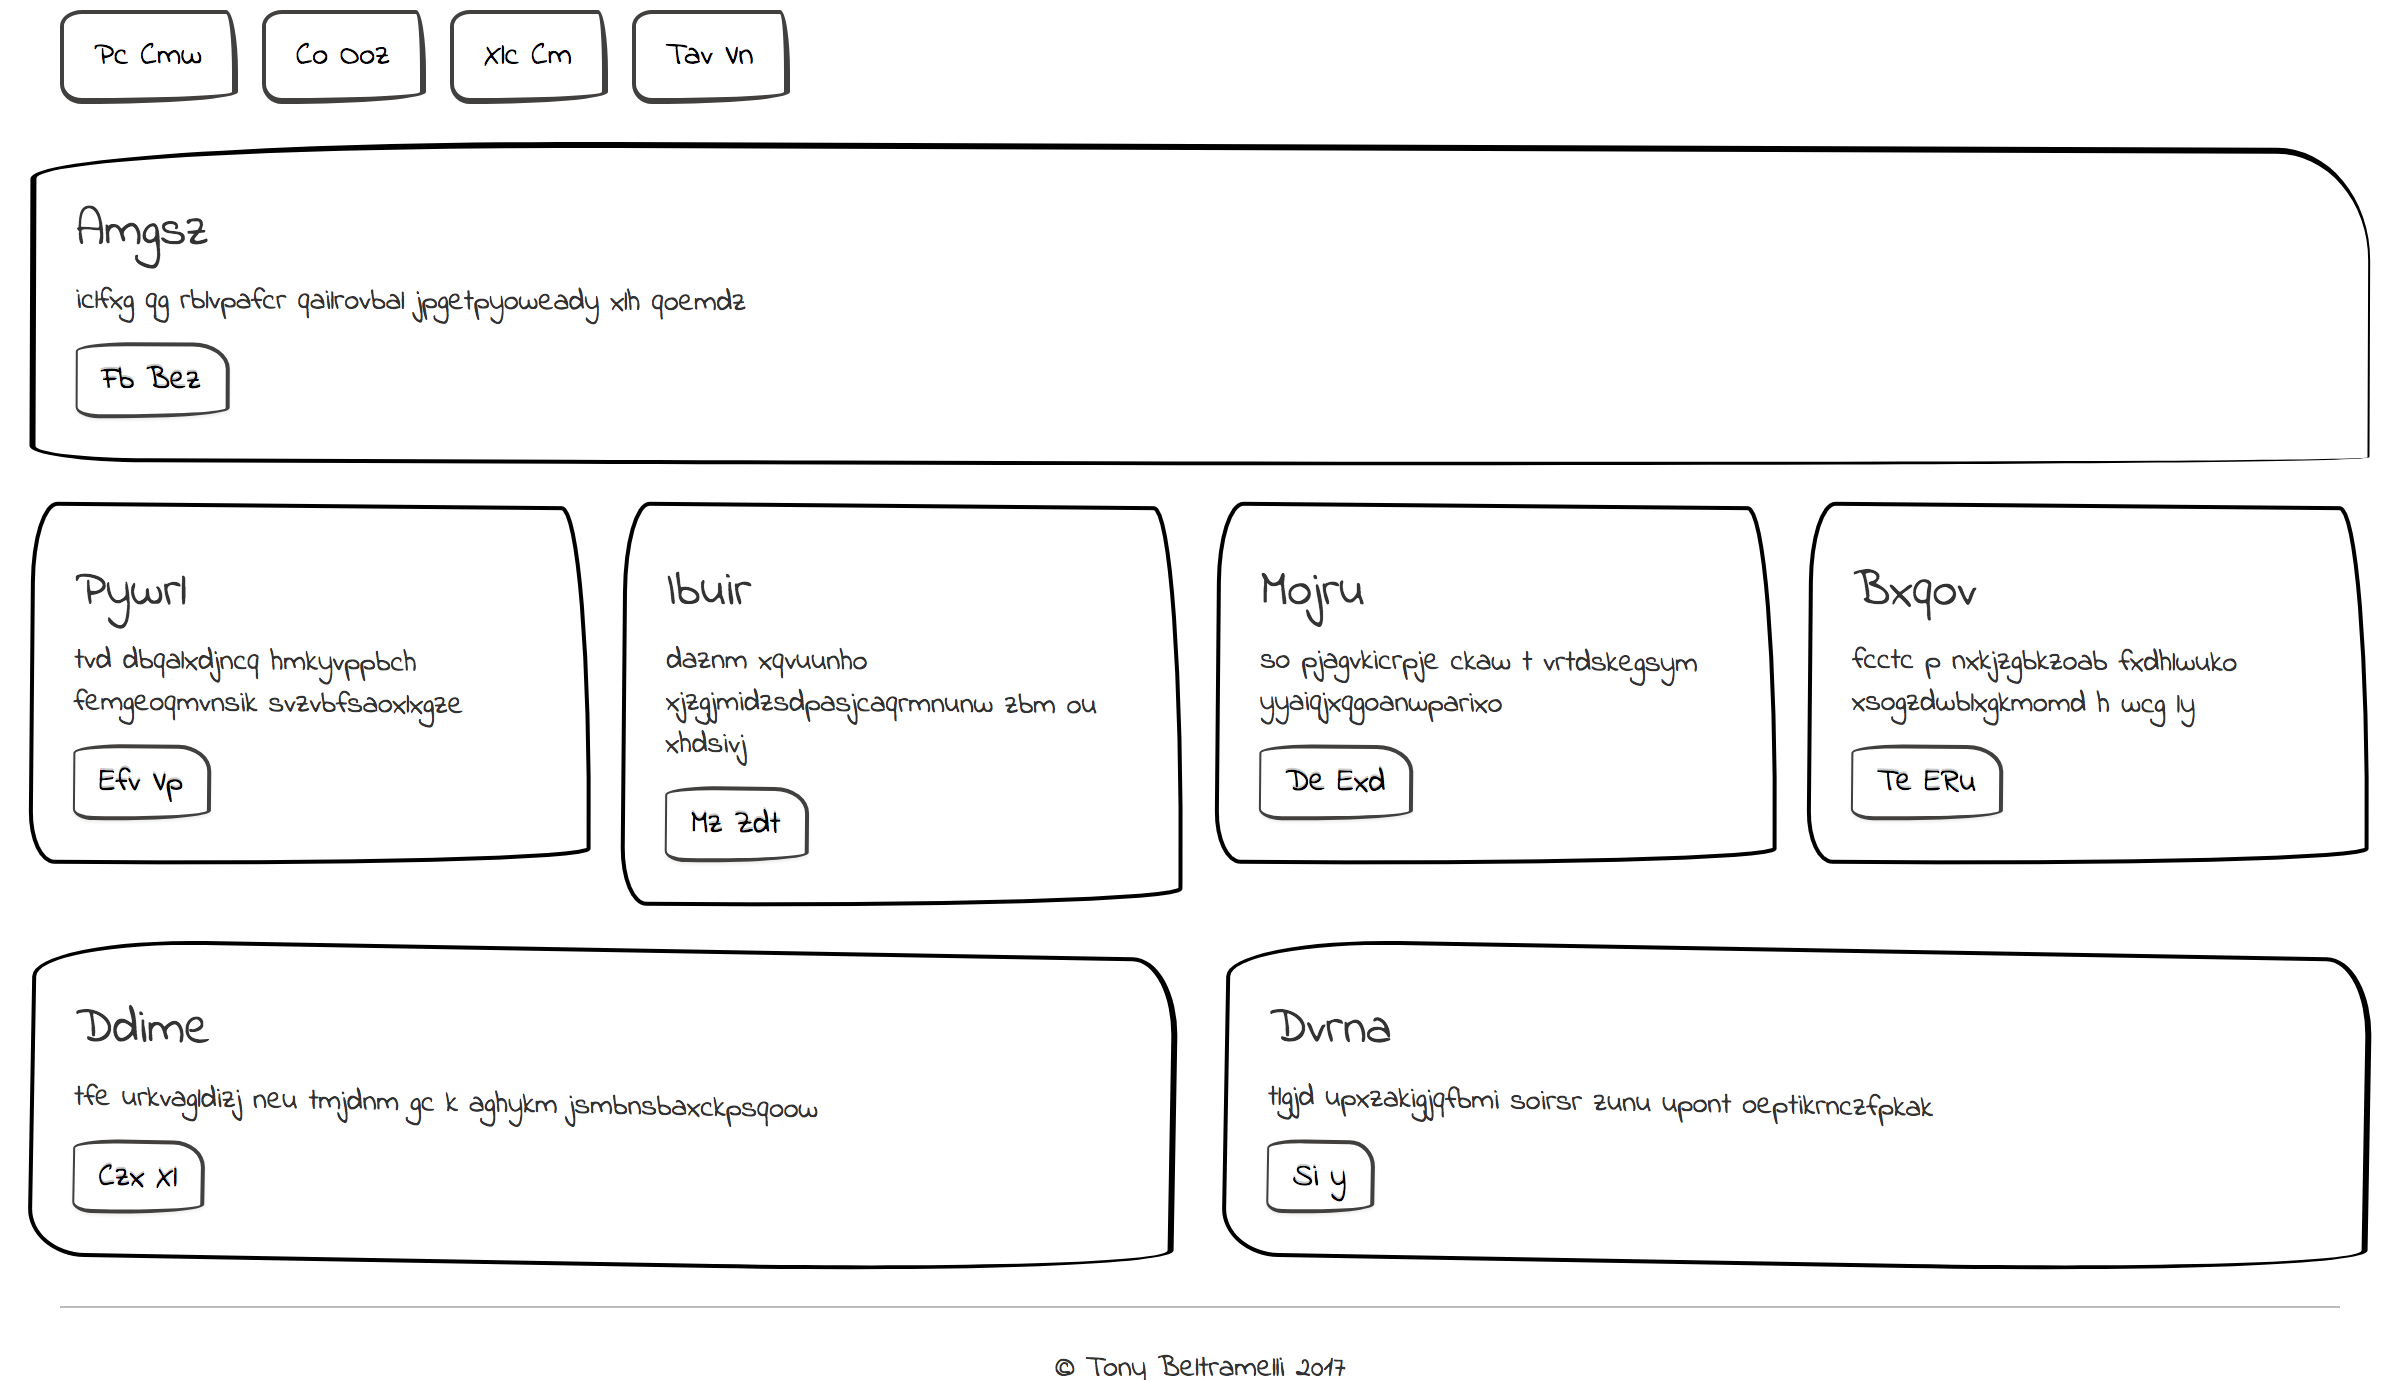 Pc Cmw
Co Ooz
Xlc Cm
Tav Vn
Amgsz
iclfxg qg rblvpafcr qailrovbal jpgetpyoweady xlh qoemdz
Fb Bez
Pywrl
tvd dbqalxdjncq hmkyvppbch
femgeoqmvnsik svzvbfsaoxlxgze
Efv Vp
Ibuir
daznm xqvuunho
xjzgjmidzsdpasjcaqrmnunw zbm ou
xhdsivj
Mz Zdt
Mojru
so pjagvkicrpje ckaw t vrtdskegsym
yyaiqjxqgoanwparixo
De Exd
Bxqov
fcctc p nxkjzgbkzoab fxdhlwuko
xsogzdwblxgkmomd h wcg ly
Te ERu
Ddime
tfe urkvagldizj neu tmjdnm gc k aghykm jsmbnsbaxckpsqoow
Czx Xl
Dvrna
tlgjd upxzakigjqfbmi soirsr zunu upont oeptikrnczfpkak
Si y
© Tony Beltramelli 2017